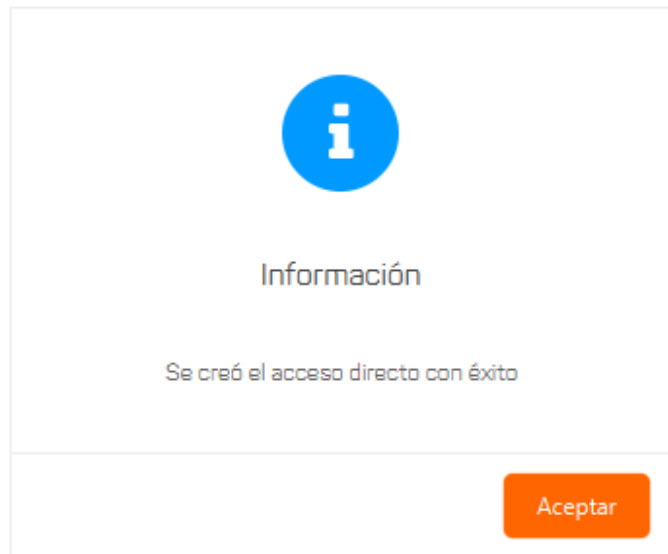 Información
Se creó el acceso directo con éxito
Aceptar